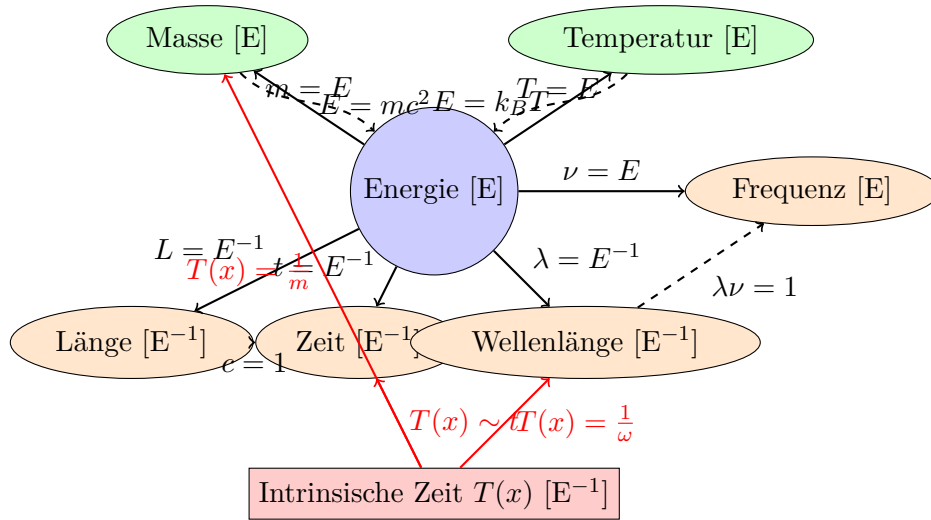 Masse [E]
Temperatur [E]
m = E
E = mc²
E = k_BT
T = E
Energie [E]
ν = E
Frequenz [E]
L = E⁻¹
t = E⁻¹
λ = E⁻¹
T(x) = 1/m
λν = 1
Länge [E⁻¹]
Zeit [E⁻¹]
Wellenlänge [E⁻¹]
c = 1
T(x) ∼ t
T(x) = 1/ω
Intrinsische Zeit T(x) [E⁻¹]